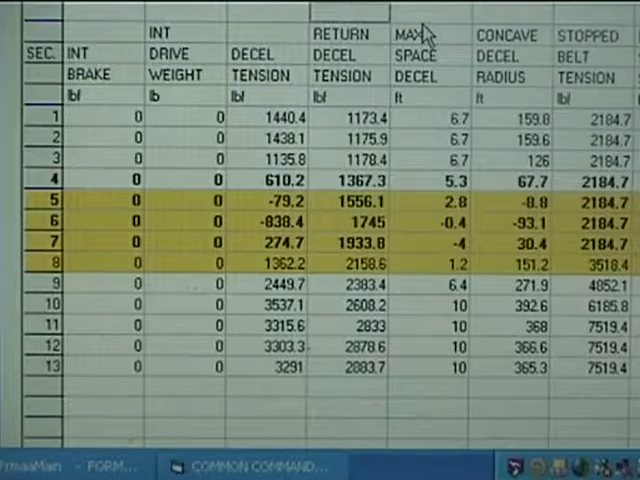 INT RETURN MAX CONCAVE STOPPED
SEC. INT DRIVE DECEL DECEL SPACE DECEL BELT
BRAKE WEIGHT TENSION TENSION DECEL RADIUS TENSION
lbf lb lbf lbf ft ft lbf
1 0 0 1440.4 1173.4 6.7 159.8 2184.7
2 0 0 1438.1 1175.9 6.7 159.6 2184.7
3 0 0 1135.8 1178.4 6.7 126 2184.7
4 0 0 610.2 1367.3 5.3 67.7 2184.7
5 0 0 -79.2 1556.1 2.8 -8.8 2184.7
6 0 0 -838.4 1745 -0.4 -93.1 2184.7
7 0 0 274.7 1933.8 -4 30.4 2184.7
8 0 0 1362.2 2158.6 1.2 151.2 3518.4
9 0 0 2449.7 2383.4 6.4 271.9 4852.1
10 0 0 3537.1 2608.2 10 392.6 6185.8
11 0 0 3315.6 2833 10 368 7519.4
12 0 0 3303.3 2878.6 10 366.6 7519.4
13 0 0 3291 2883.7 10 365.3 7519.4
FrmaaMain - FORM... COMMON COMMAND...